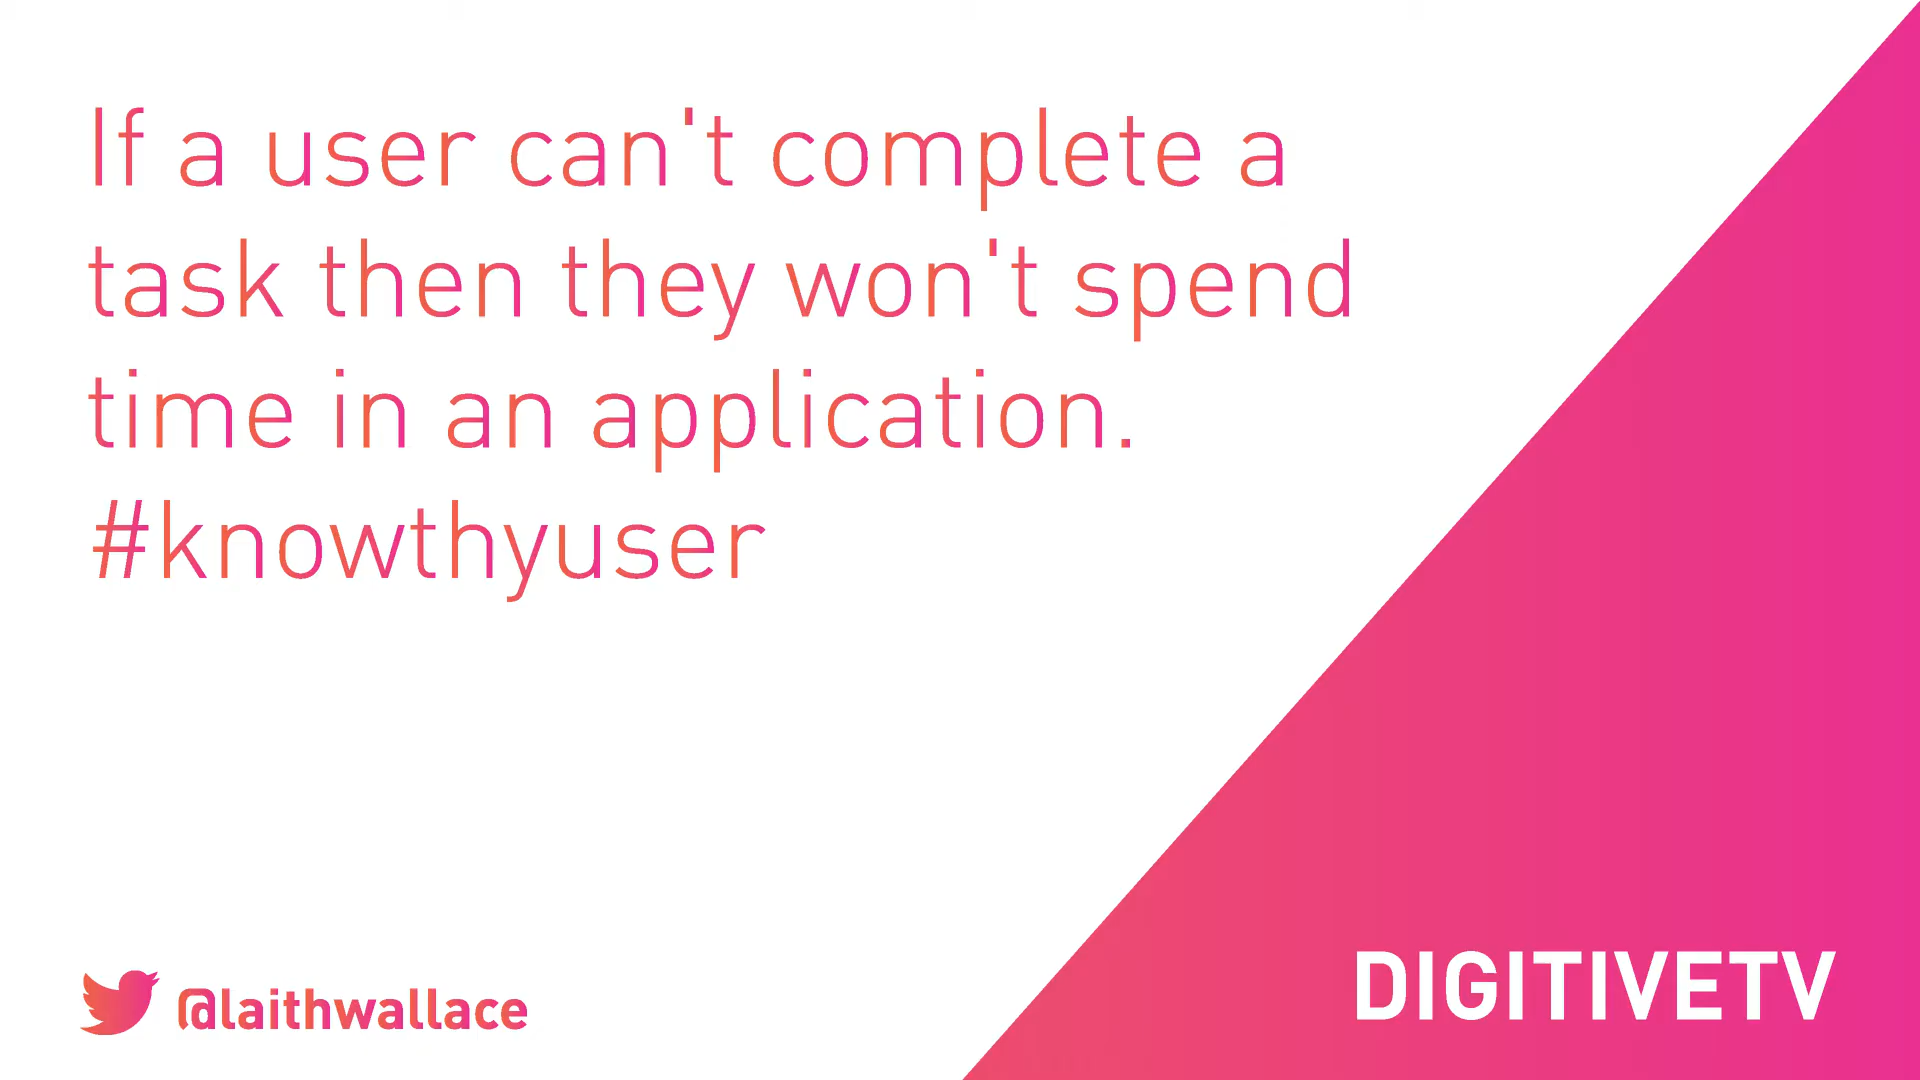 If a user can't complete a
task then they won't spend
time in an application.
#knowthyuser
@laithwallace
DIGITIVETV